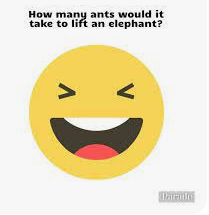 How many ants would it
take to lift an elephant?